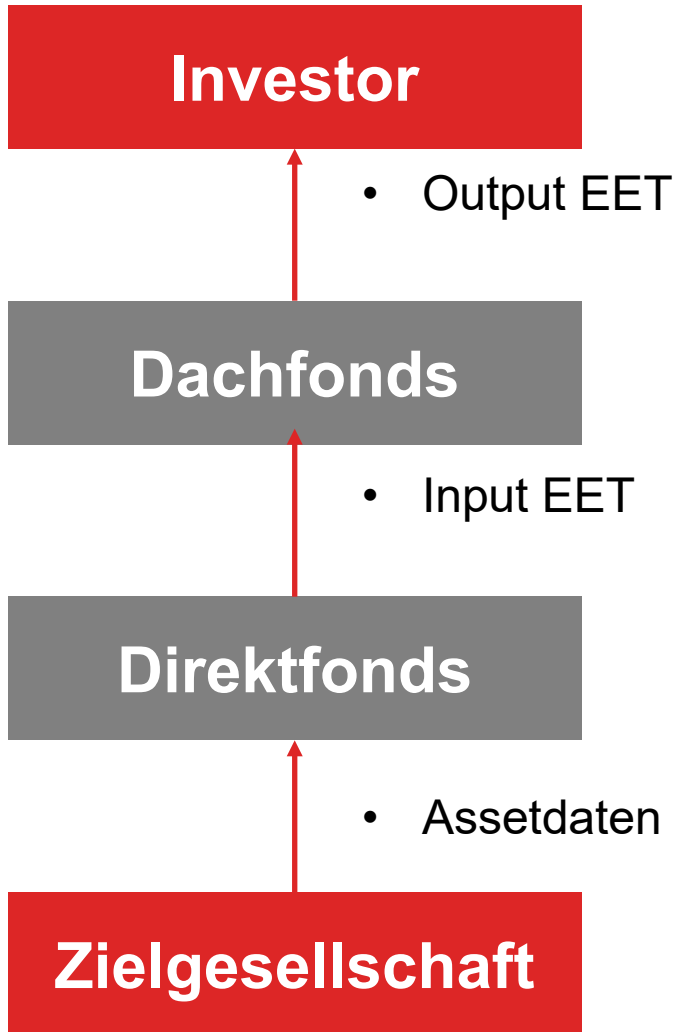 Investor
• Output EET
Dachfonds
• Input EET
Direktfonds
• Assetdaten
Zielgesellschaft